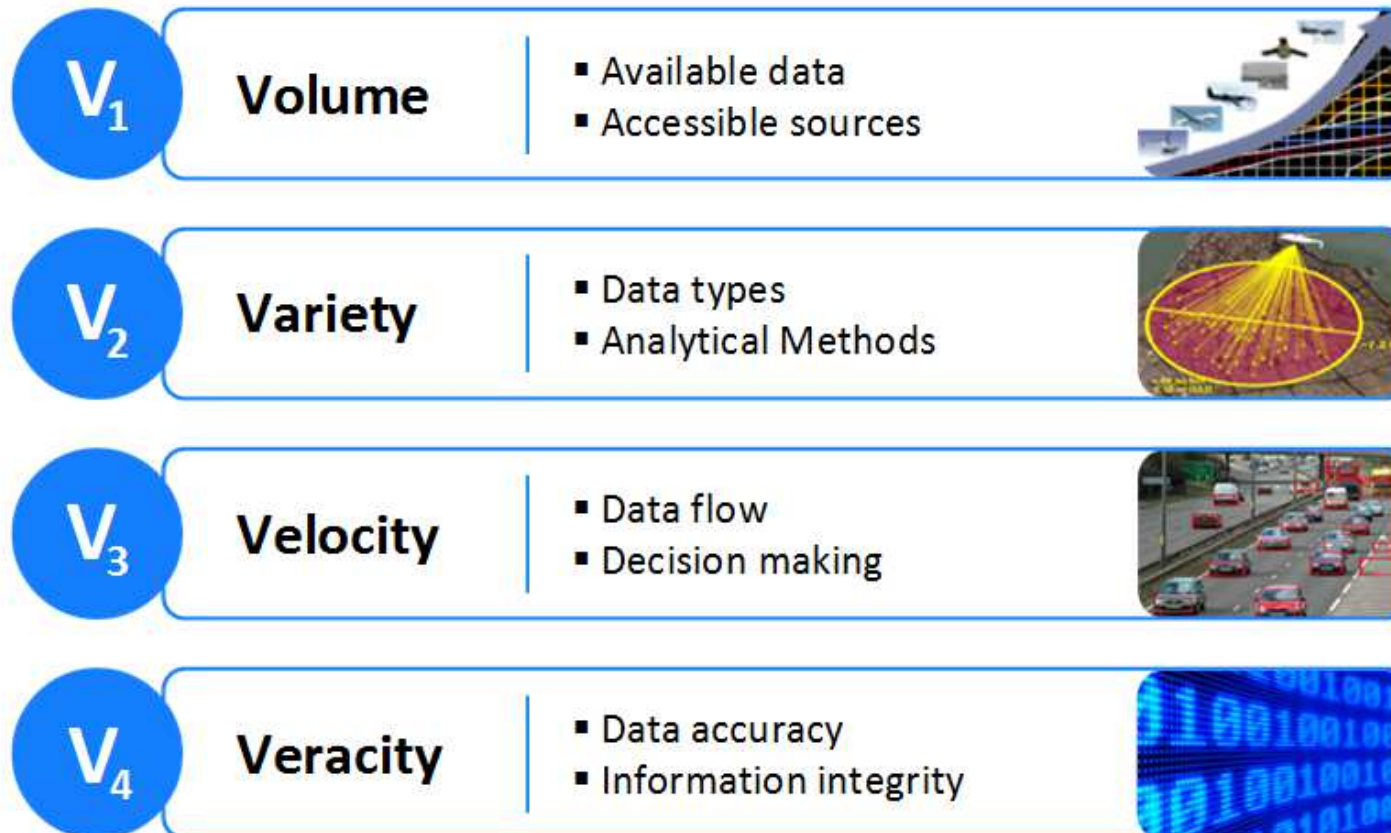 V1
Volume
▪ Available data
▪ Accessible sources
V2
Variety
▪ Data types
▪ Analytical Methods
V3
Velocity
▪ Data flow
▪ Decision making
V4
Veracity
▪ Data accuracy
▪ Information integrity